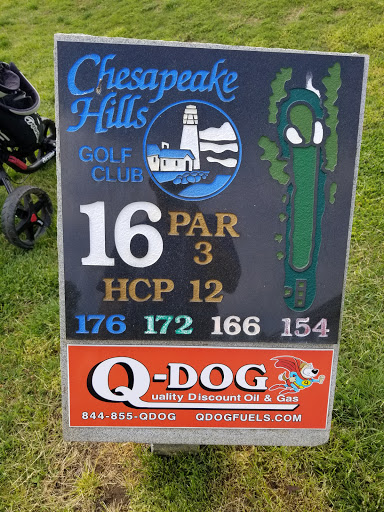 Chesapeake
Hills
GOLF
CLUB
16 PAR
3
HCP 12
176 172 166 154
Q-DOG
Quality Discount Oil & Gas
844-855-QDOG QDOGFUELS.COM